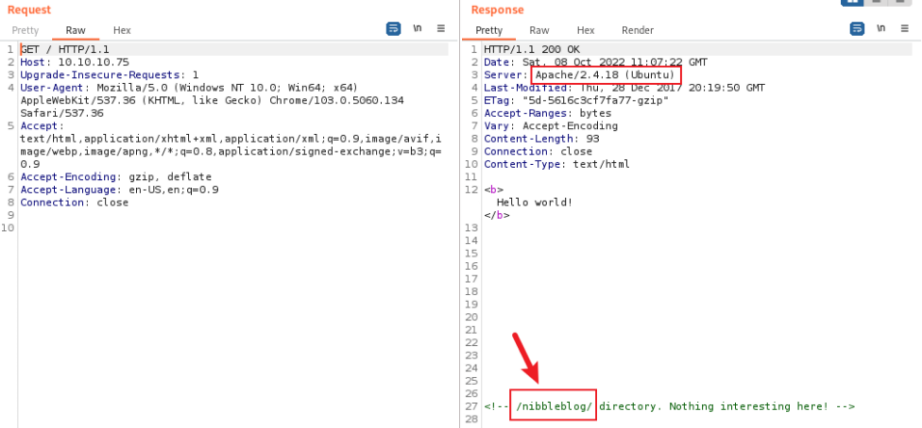 Request
Pretty Raw Hex
\n
1 GET / HTTP/1.1
2 Host: 10.10.10.75
3 Upgrade-Insecure-Requests: 1
4 User-Agent: Mozilla/5.0 (Windows NT 10.0; Win64; x64)
AppleWebKit/537.36 (KHTML, like Gecko) Chrome/103.0.5060.134
Safari/537.36
5 Accept:
text/html,application/xhtml+xml,application/xml;q=0.9,image/avif,i
mage/webp,image/apng,*/*;q=0.8,application/signed-exchange;v=b3;q=
0.9
6 Accept-Encoding: gzip, deflate
7 Accept-Language: en-US,en;q=0.9
8 Connection: close
9
10
Response
Pretty Raw Hex Render
\n
1 HTTP/1.1 200 OK
2 Date: Sat, 08 Oct 2022 11:07:22 GMT
3 Server: Apache/2.4.18 (Ubuntu)
4 Last-Modified: Thu, 28 Dec 2017 20:19:50 GMT
5 ETag: "5d-5616c3cf7fa77-gzip"
6 Accept-Ranges: bytes
7 Vary: Accept-Encoding
8 Content-Length: 93
9 Connection: close
10 Content-Type: text/html
11
12 <b>
Hello world!
</b>
13
14
15
16
17
18
19
20
21
22
23
24
25
26
27 <!-- /nibbleblog/ directory. Nothing interesting here! -->
28